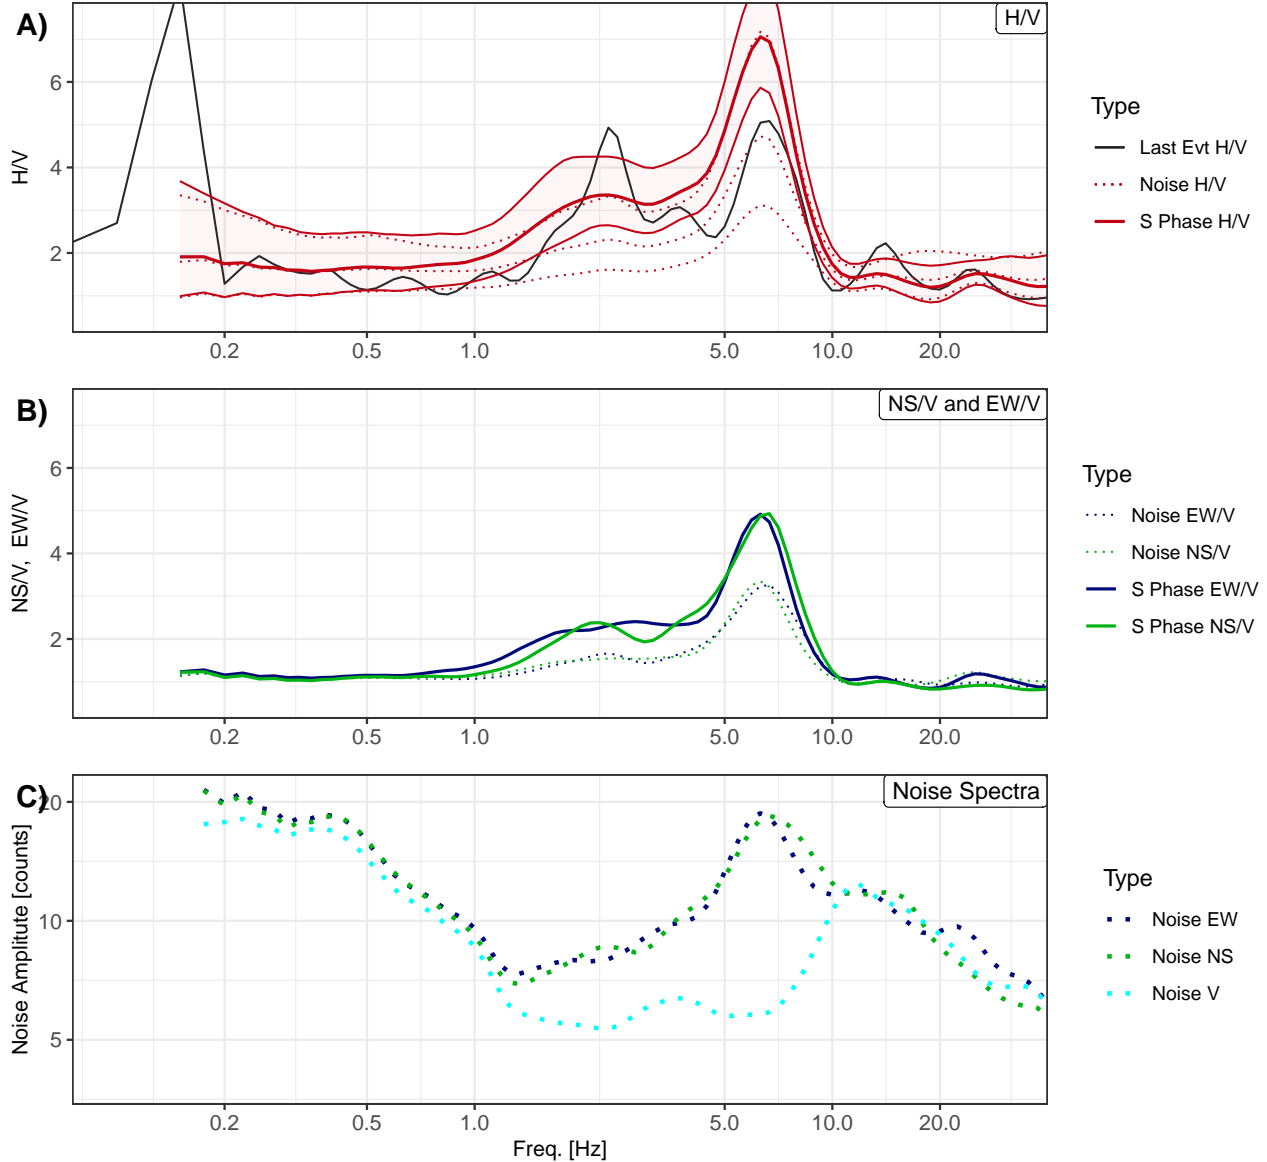 A)
H/V
H/V
6
4
2
0.2 0.5 1.0 5.0 10.0 20.0
Type
Last Evt H/V
Noise H/V
S Phase H/V
B)
NS/V and EW/V
NS/V, EW/V
6
4
2
0.2 0.5 1.0 5.0 10.0 20.0
Type
Noise EW/V
Noise NS/V
S Phase EW/V
S Phase NS/V
C)
Noise Spectra
Noise Amplitude [counts]
20
10
5
0.2 0.5 1.0 5.0 10.0 20.0
Freq. [Hz]
Type
Noise EW
Noise NS
Noise V